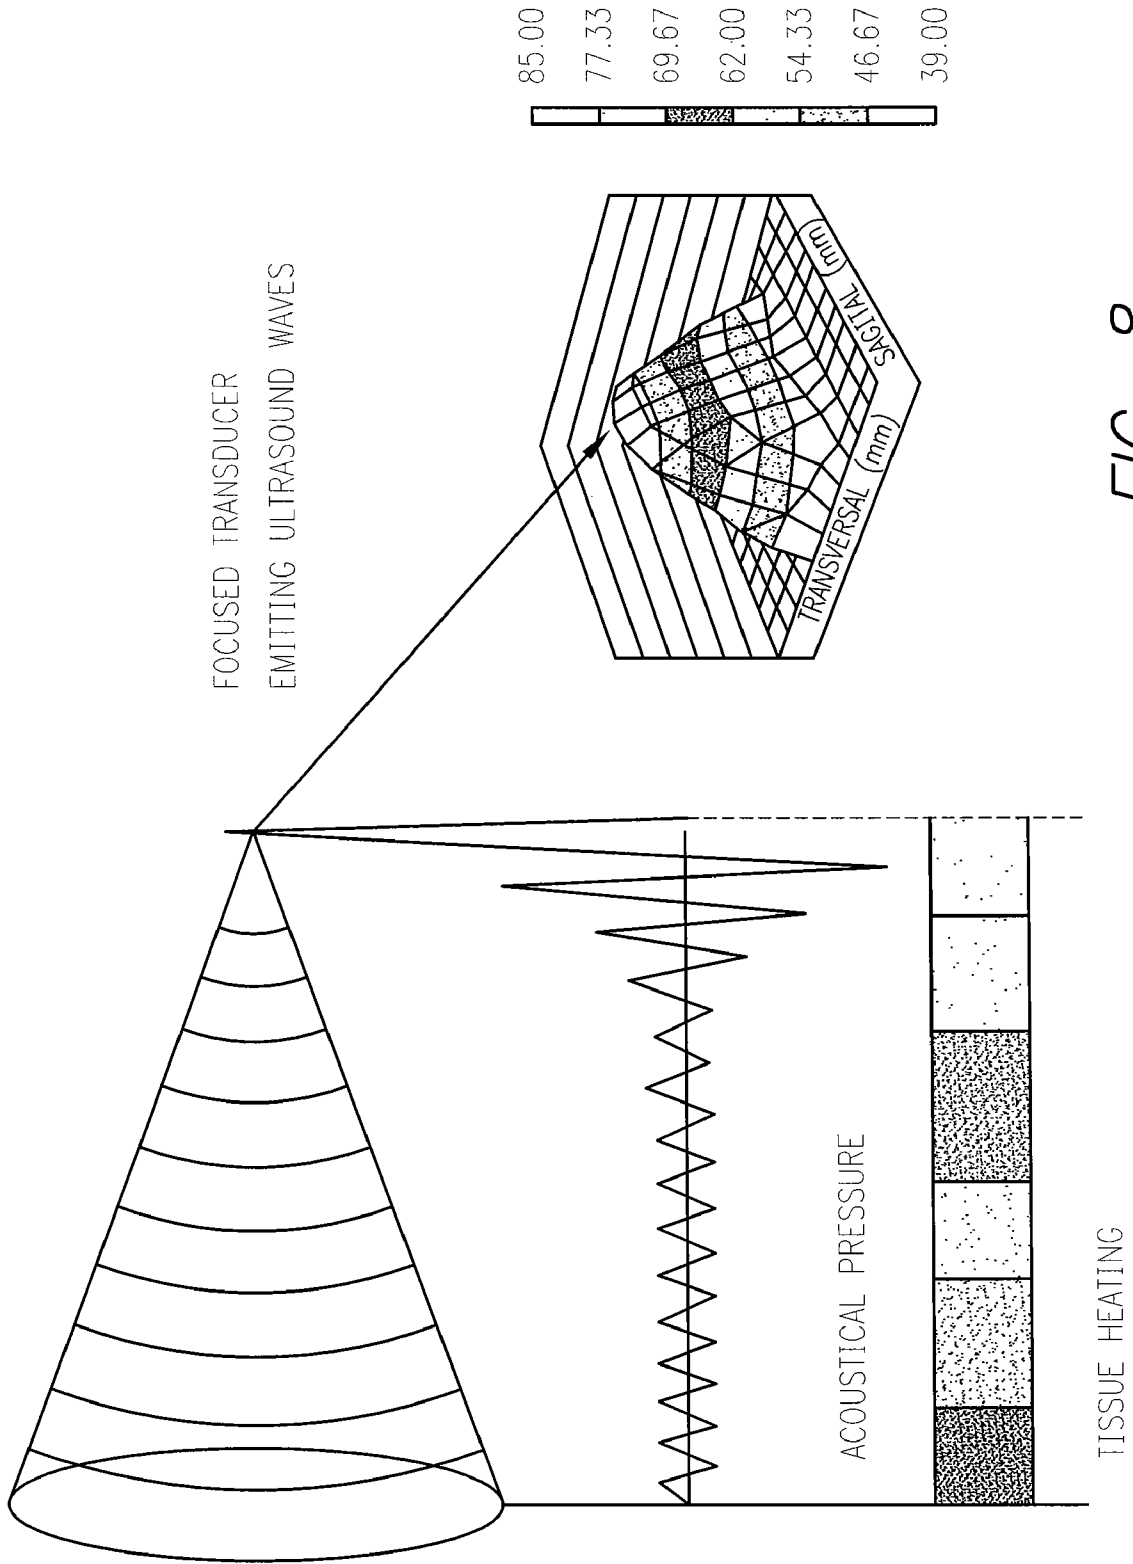 FOCUSED TRANSDUCER
EMITTING ULTRASOUND WAVES
85.00
77.33
69.67
62.00
54.33
46.67
39.00
TRANSVERSAL (mm)
SAGITAL (mm)
ACOUSTICAL PRESSURE
TISSUE HEATING